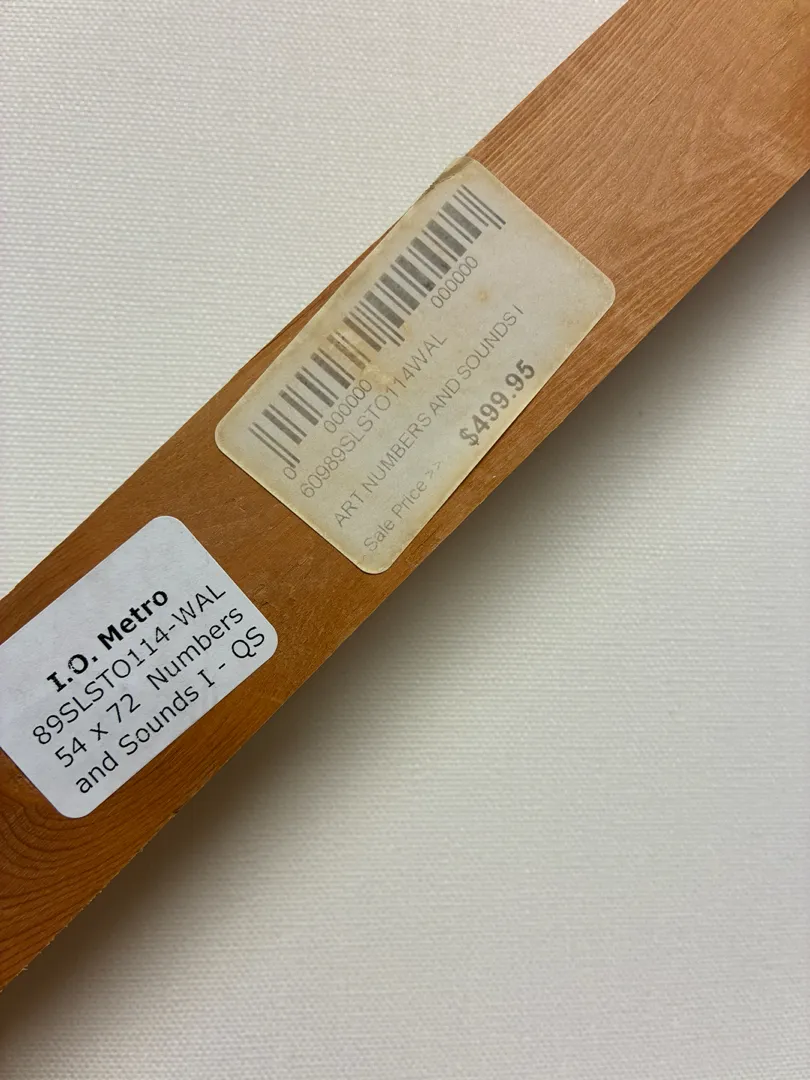 0 000000 000000
60989SLSTO114WAL
ART NUMBERS AND SOUNDS I
Sale Price >> $499.95
I.O. Metro
89SLSTO114-WAL
54 x 72 Numbers
and Sounds I - QS